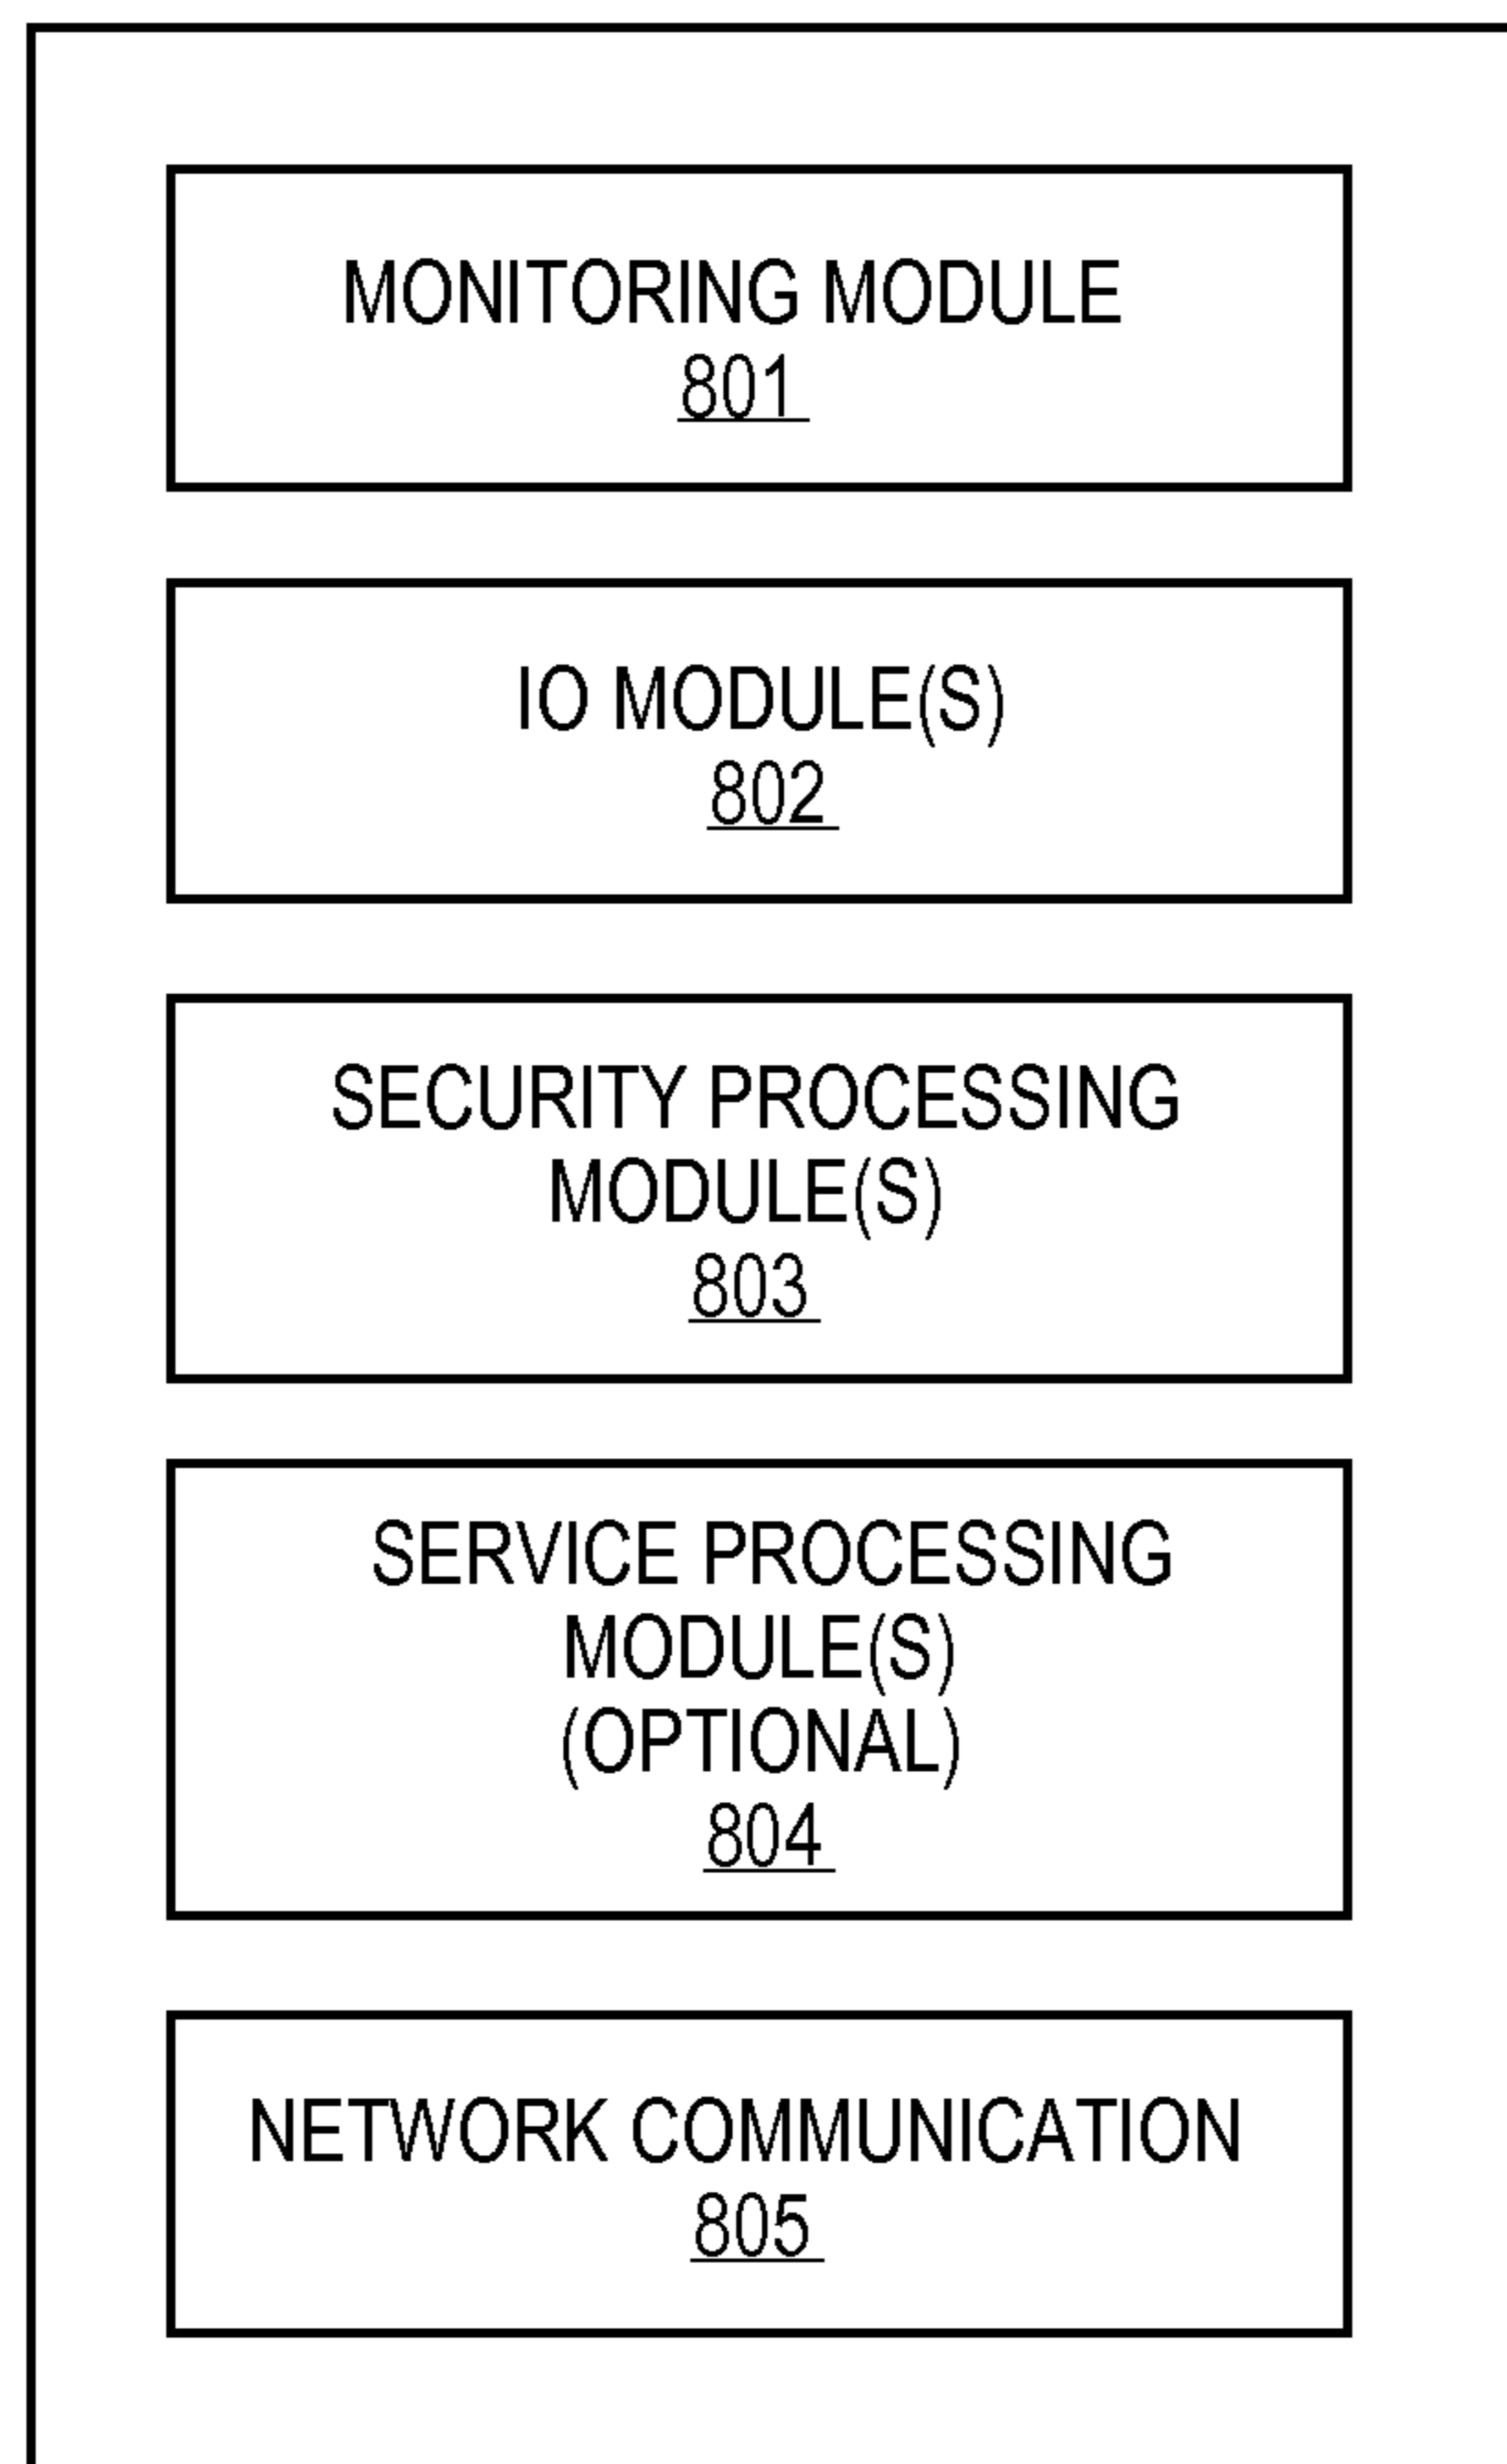 MONITORING MODULE
801
IO MODULE(S)
802
SECURITY PROCESSING
MODULE(S)
803
SERVICE PROCESSING
MODULE(S)
(OPTIONAL)
804
NETWORK COMMUNICATION
805